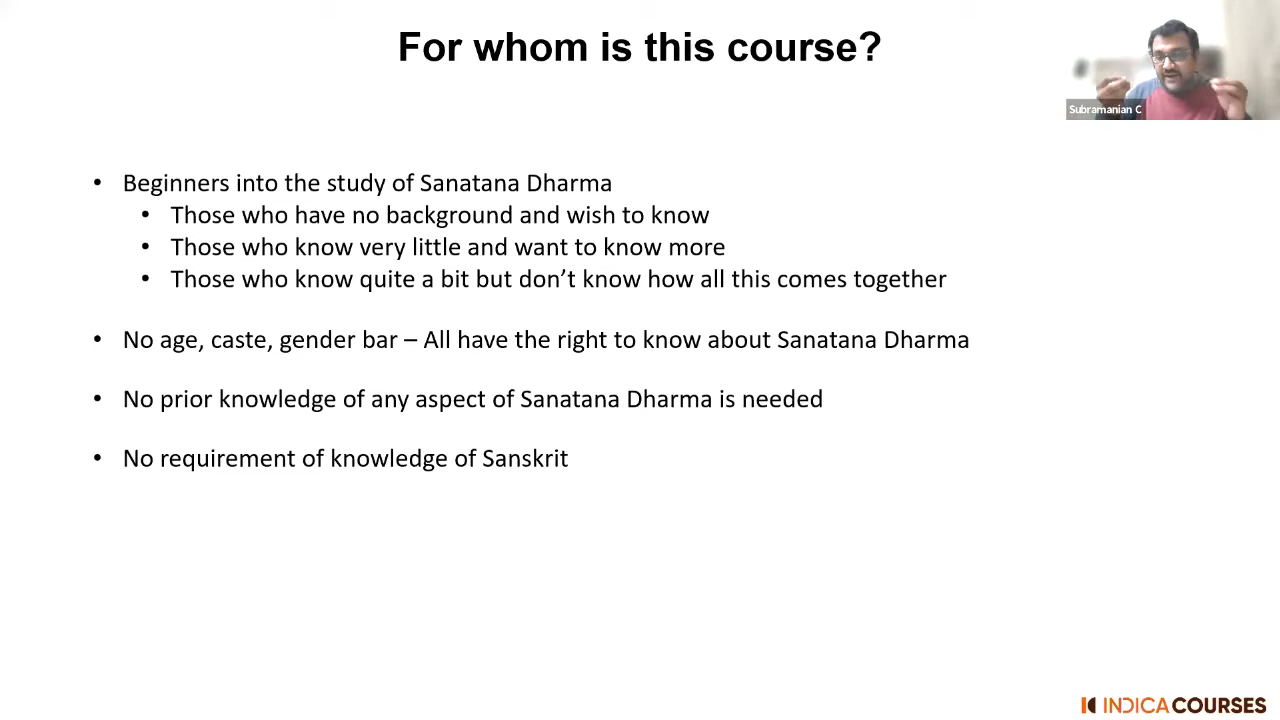 For whom is this course?
Subramanian C
• Beginners into the study of Sanatana Dharma
• Those who have no background and wish to know
• Those who know very little and want to know more
• Those who know quite a bit but don’t know how all this comes together
• No age, caste, gender bar – All have the right to know about Sanatana Dharma
• No prior knowledge of any aspect of Sanatana Dharma is needed
• No requirement of knowledge of Sanskrit
INDICA COURSES